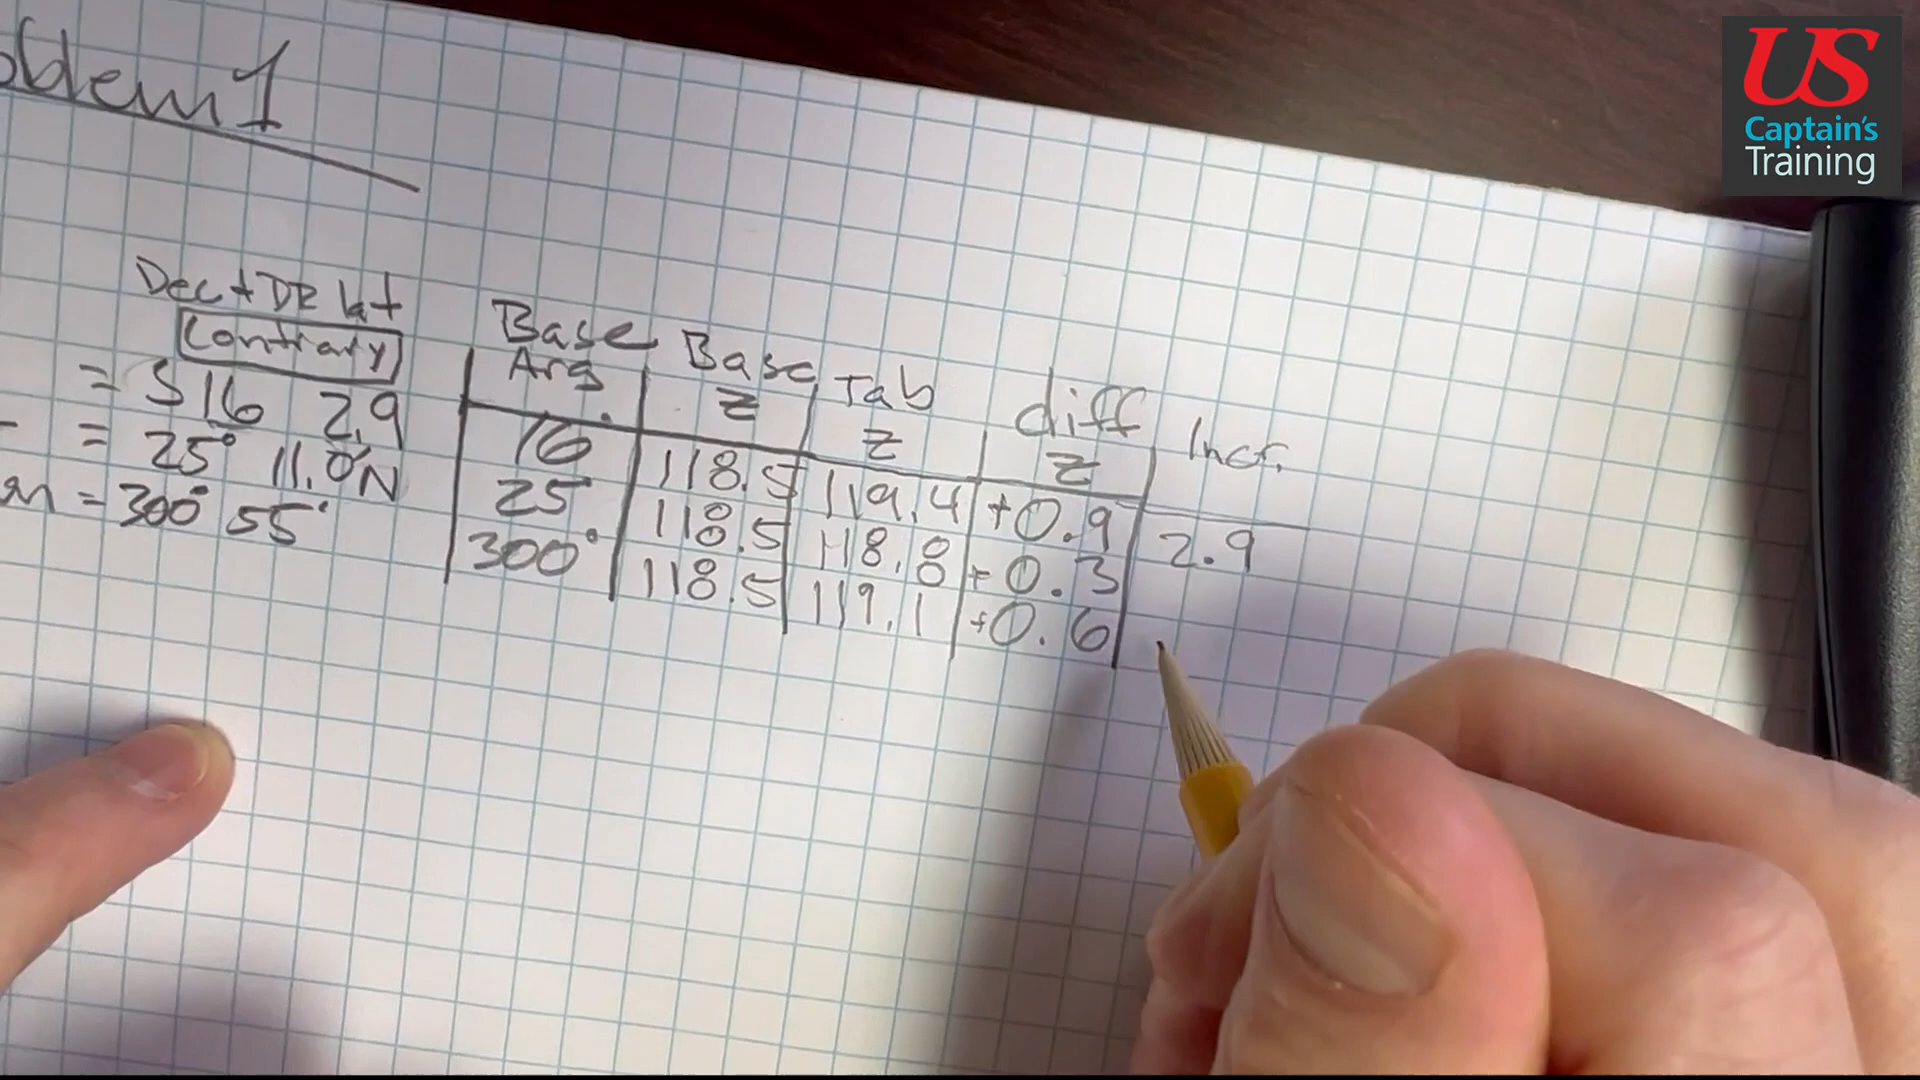 oblem 1
US
Captain's
Training
Dec + DR Lat
Contrary
= S 16 2.9
= 25° 11.0' N
= 300° 55'
Base Arg. Base Z Tab Z diff Z Incr.
16 118.5 119.4 +0.9 2.9
25 118.5 118.8 +0.3
300° 118.5 119.1 +0.6